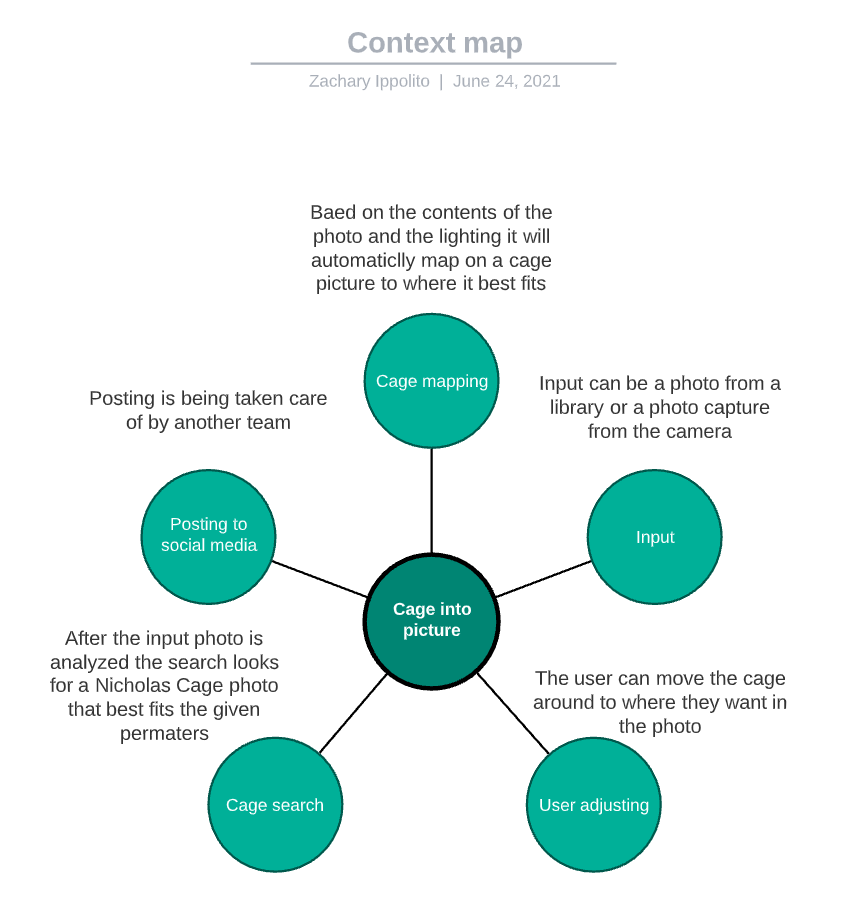 Context map
Zachary Ippolito | June 24, 2021
Baed on the contents of the
photo and the lighting it will
automaticlly map on a cage
picture to where it best fits
Cage mapping
Posting is being taken care
of by another team
Input can be a photo from a
library or a photo capture
from the camera
Posting to
social media
Input
Cage into
picture
After the input photo is
analyzed the search looks
for a Nicholas Cage photo
that best fits the given
permaters
The user can move the cage
around to where they want in
the photo
Cage search
User adjusting